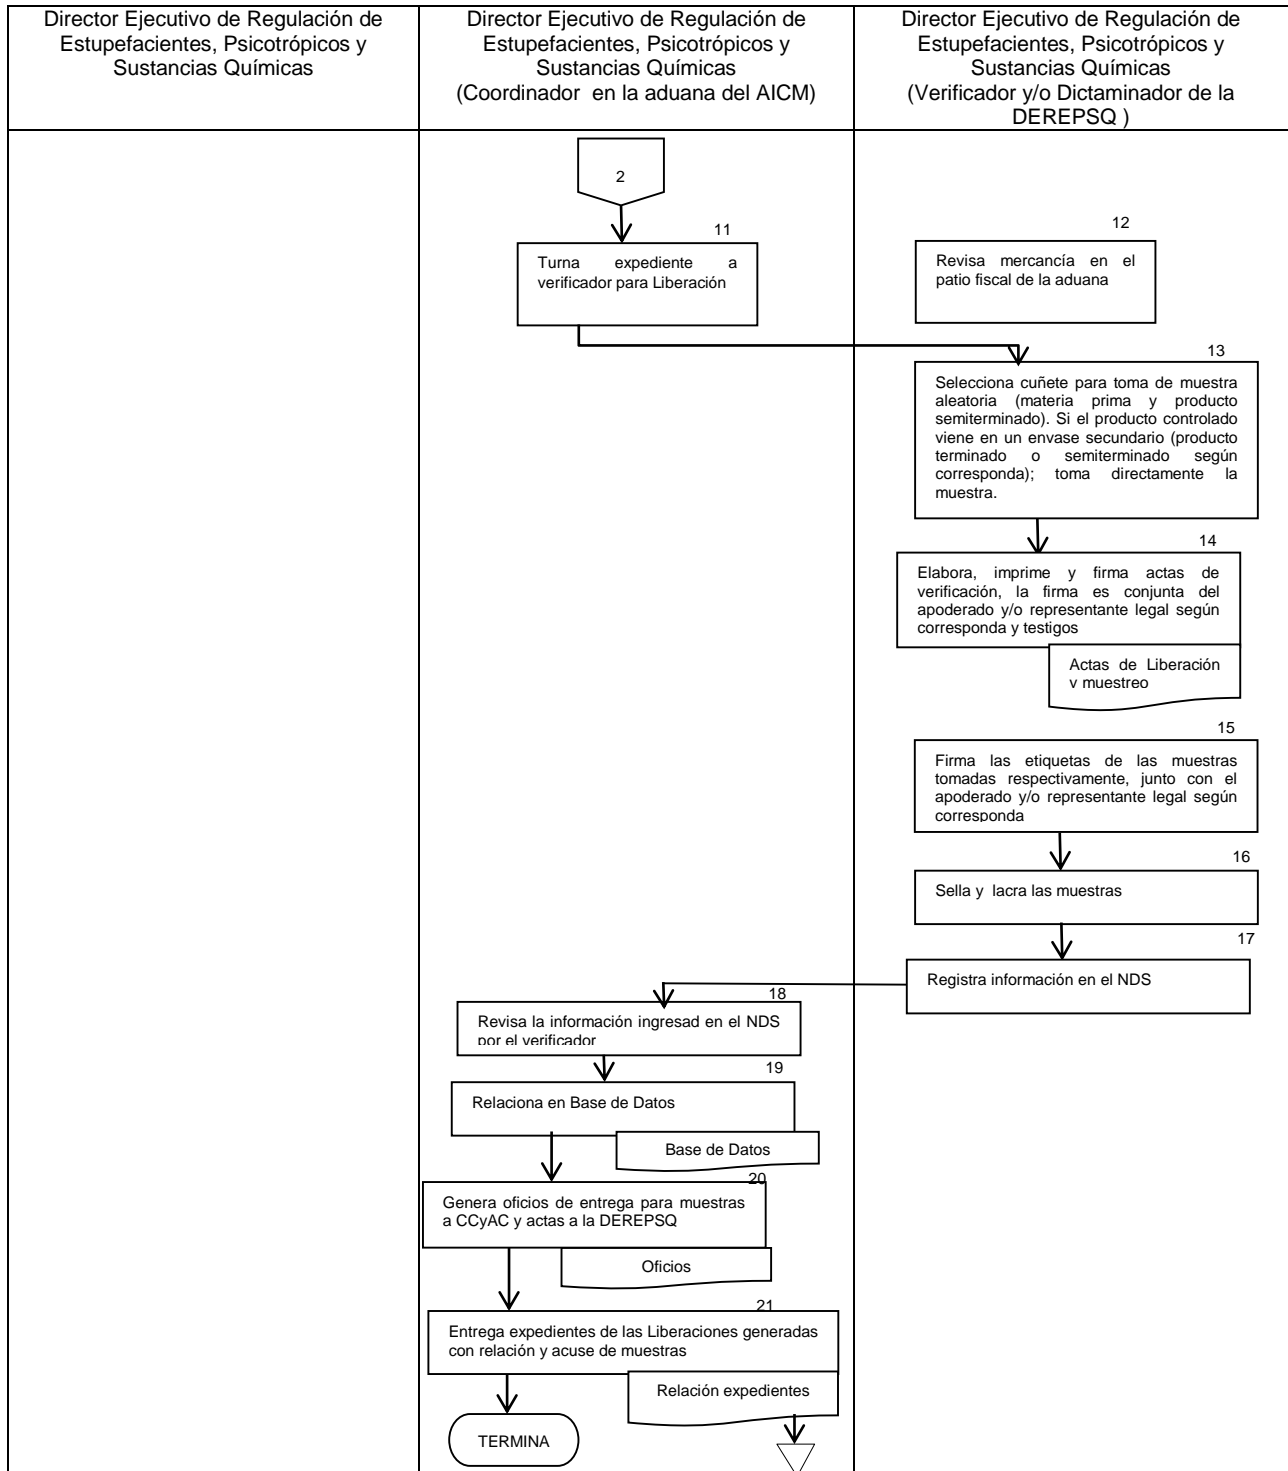 Director Ejecutivo de Regulación de
Estupefacientes, Psicotrópicos y
Sustancias Químicas
Director Ejecutivo de Regulación de
Estupefacientes, Psicotrópicos y
Sustancias Químicas
(Coordinador en la aduana del AICM)
Director Ejecutivo de Regulación de
Estupefacientes, Psicotrópicos y
Sustancias Químicas
(Verificador y/o Dictaminador de la
DEREPSQ )
2
11
Turna expediente a
verificador para Liberación
12
Revisa mercancía en el
patio fiscal de la aduana
13
Selecciona cuñete para toma de muestra
aleatoria (materia prima y producto
semiterminado). Si el producto controlado
viene en un envase secundario (producto
terminado o semiterminado según
corresponda); toma directamente la
muestra.
14
Elabora, imprime y firma actas de
verificación, la firma es conjunta del
apoderado y/o representante legal según
corresponda y testigos
Actas de Liberación
y muestreo
15
Firma las etiquetas de las muestras
tomadas respectivamente, junto con el
apoderado y/o representante legal según
corresponda
16
Sella y lacra las muestras
17
Registra información en el NDS
18
Revisa la información ingresad en el NDS
por el verificador
19
Relaciona en Base de Datos
Base de Datos
20
Genera oficios de entrega para muestras
a CCyAC y actas a la DEREPSQ
Oficios
21
Entrega expedientes de las Liberaciones generadas
con relación y acuse de muestras
Relación expedientes
TERMINA